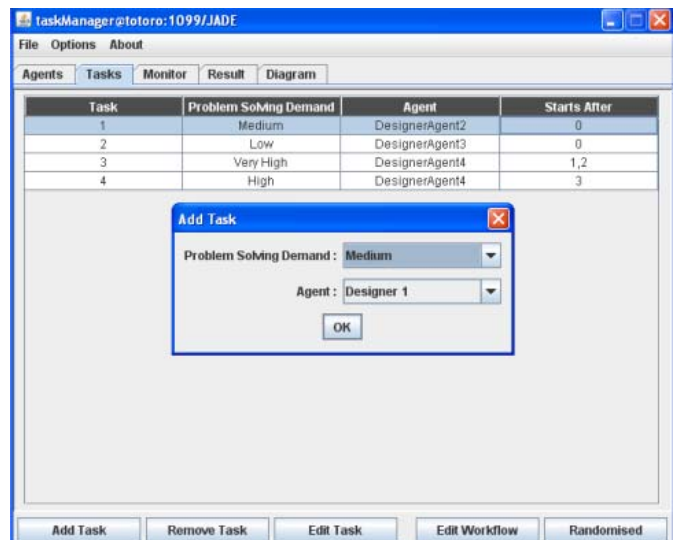 taskManager@totoro:1099/JADE
File Options About
Agents Tasks Monitor Result Diagram
Task Problem Solving Demand Agent Starts After
1 Medium DesignerAgent2 0
2 Low DesignerAgent3 0
3 Very High DesignerAgent4 1,2
4 High DesignerAgent4 3
Add Task
Problem Solving Demand : Medium
Agent : Designer 1
OK
Add Task Remove Task Edit Task Edit Workflow Randomised